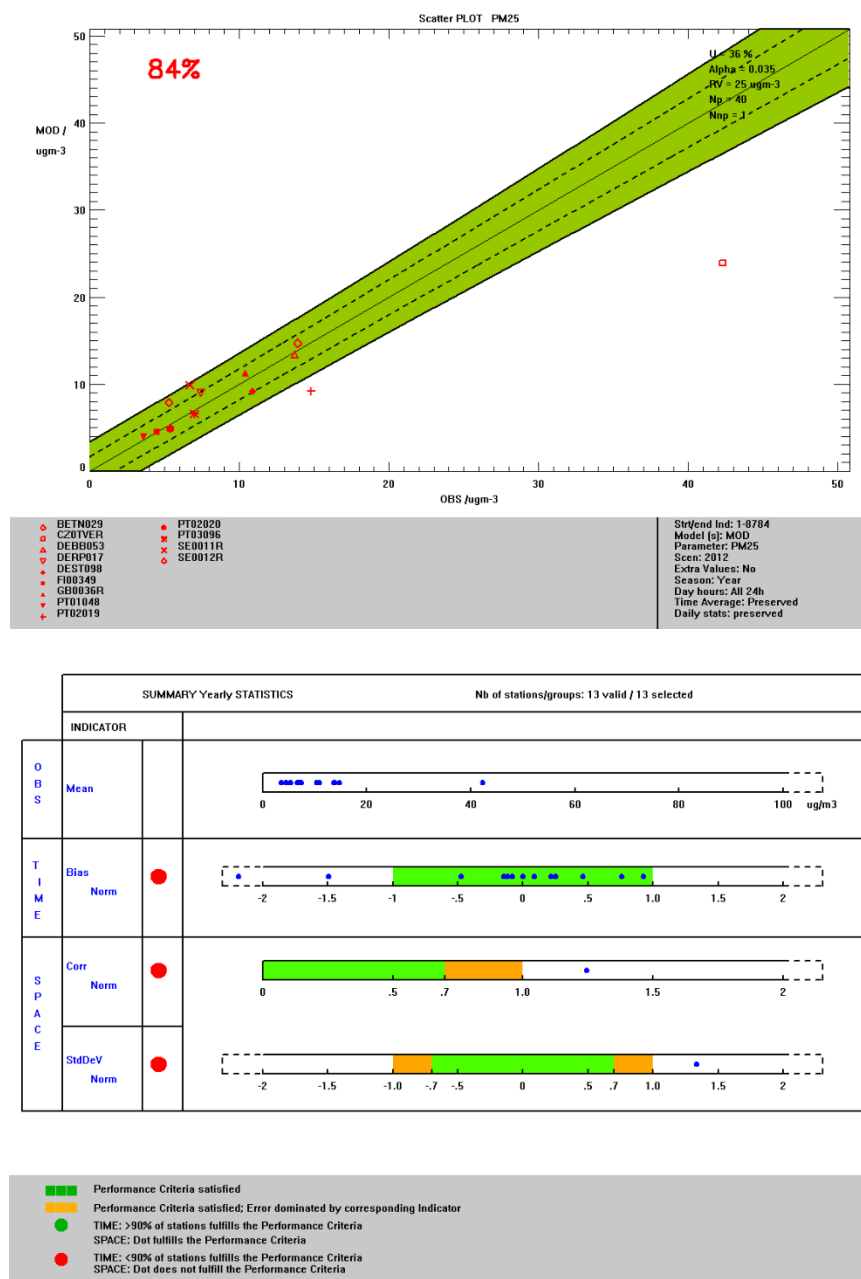 Scatter PLOT PM25
84%
U = 36 %
Alpha = 0.035
RV = 25 ugm-3
Np = 40
Nnp = 1
MOD /
ugm-3
50
40
30
20
10
0
0 10 20 30 40 50
OBS /ugm-3
BETN029
CZ0TVER
DEBB053
DERP017
DEST098
FI00349
GB0036R
PT01048
PT02019
PT02020
PT03096
SE0011R
SE0012R
Str/end Ind: 1-8784
Model (s): MOD
Parameter: PM25
Scen: 2012
Extra Values: No
Season: Year
Day hours: All 24h
Time Average: Preserved
Daily stats: preserved
SUMMARY Yearly STATISTICS Nb of stations/groups: 13 valid / 13 selected
INDICATOR
OBS
Mean
0 20 40 60 80 100 ug/m3
TIME
Bias
Norm
-2 -1.5 -1 -.5 0 .5 1.0 1.5 2
SPACE
Corr
Norm
0 .5 .7 1.0 1.5 2
StdDeV
Norm
-2 -1.5 -1.0 -.7 -.5 0 .5 .7 1.0 1.5 2
Performance Criteria satisfied
Performance Criteria satisfied; Error dominated by corresponding Indicator
TIME: >90% of stations fulfills the Performance Criteria
SPACE: Dot fulfills the Performance Criteria
TIME: <90% of stations fulfills the Performance Criteria
SPACE: Dot does not fulfill the Performance Criteria